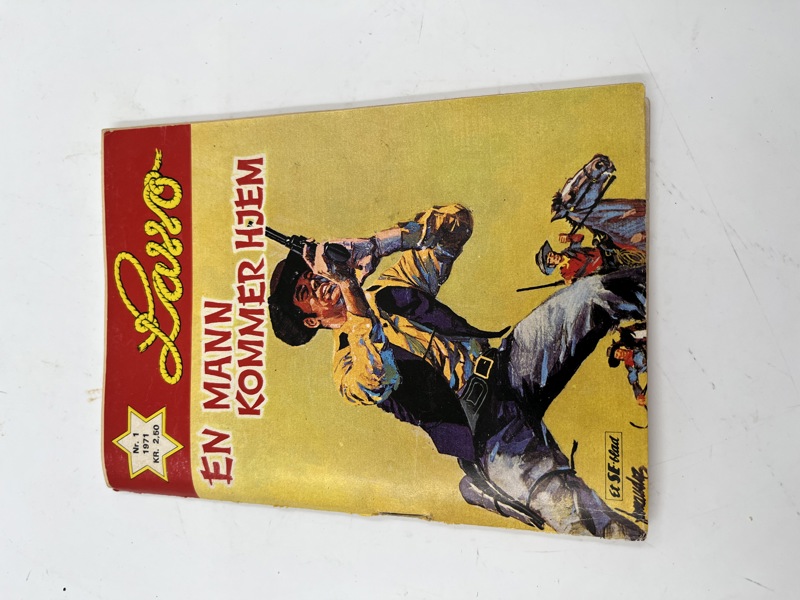 Lasso
Nr. 1
1971
KR. 2,50
EN MANN
KOMMER HJEM
Et SE-blad